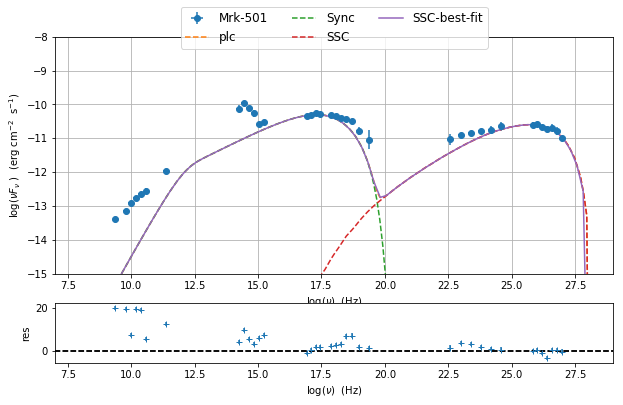 Mrk-501 Sync SSC-best-fit
plc SSC
log(νF_ν ) (erg cm⁻² s⁻¹)
−8
−9
−10
−11
−12
−13
−14
−15
7.5 10.0 12.5 15.0 17.5 20.0 22.5 25.0 27.5
log(ν) (Hz)
res
20
0
7.5 10.0 12.5 15.0 17.5 20.0 22.5 25.0 27.5
log(ν) (Hz)